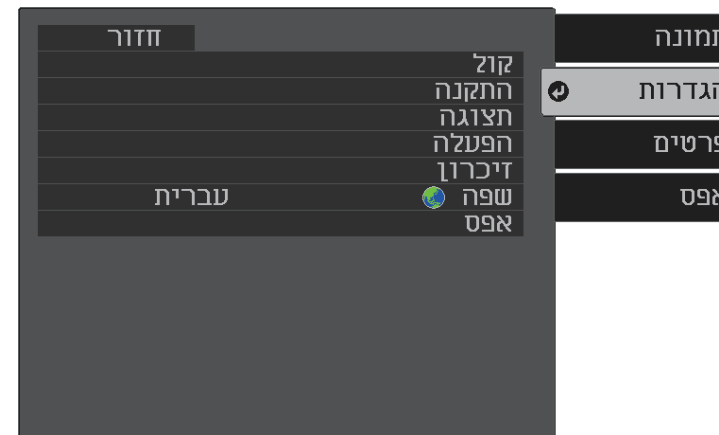 חזור
קול
התקנה
תצוגה
הפעלה
זיכרון
שפה עברית
אפס
תמונה
הגדרות
פרטים
אפס